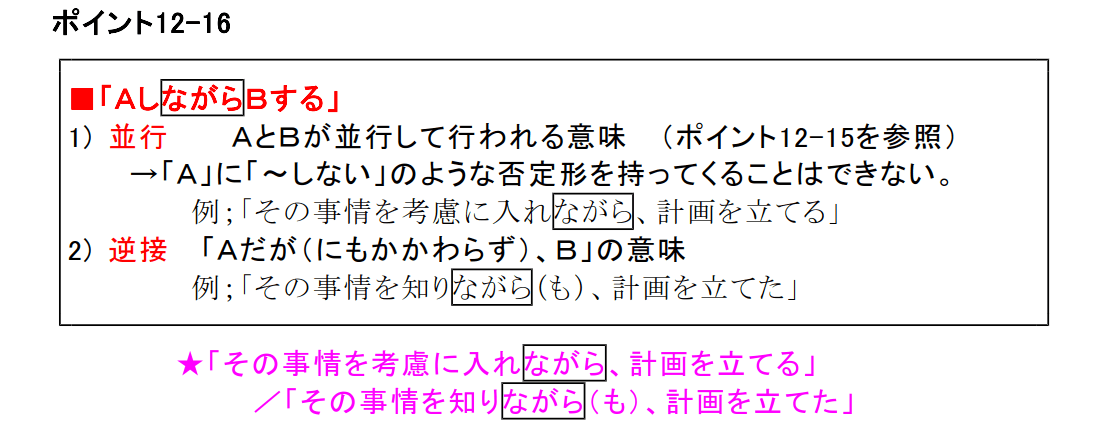 ポイント12-16
■「AしながらBする」
1) 並行　　AとBが並行して行われる意味　(ポイント12-15を参照)
→「A」に「~しない」のような否定形を持ってくることはできない。
例;「その事情を考慮に入れながら、計画を立てる」
2) 逆接　「Aだが(にもかかわらず)、B」の意味
例;「その事情を知りながら(も)、計画を立てた」
★「その事情を考慮に入れながら、計画を立てる」
/「その事情を知りながら(も)、計画を立てた」